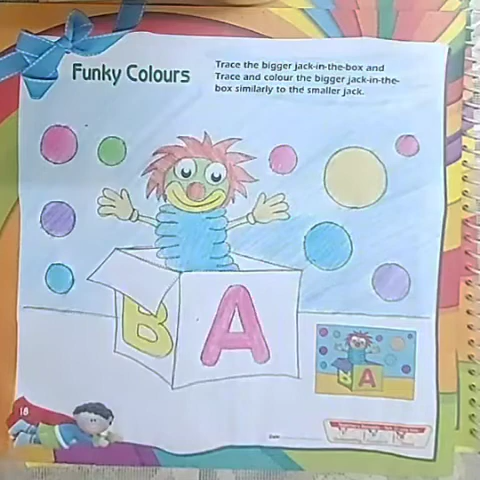 Funky Colours
Trace the bigger jack-in-the-box and
Trace and colour the bigger jack-in-the-
box similarly to the smaller jack.
B A
B A
18
Date